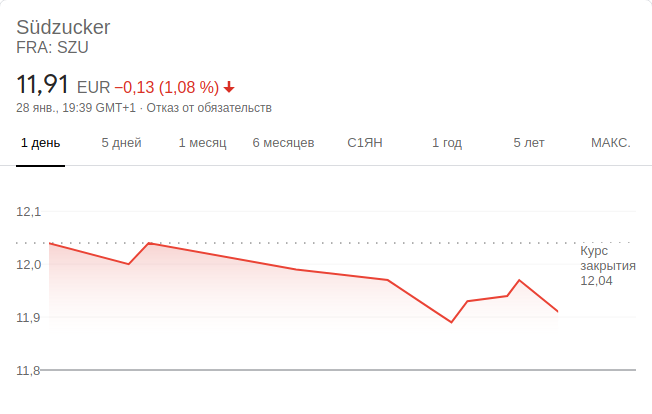 Südzucker
FRA: SZU
11,91 EUR −0,13 (1,08 %)
28 янв., 19:39 GMT+1 · Отказ от обязательств
1 день 5 дней 1 месяц 6 месяцев С1ЯН 1 год 5 лет МАКС.
12,1
12,0
11,9
11,8
Курс
закрытия
12,04